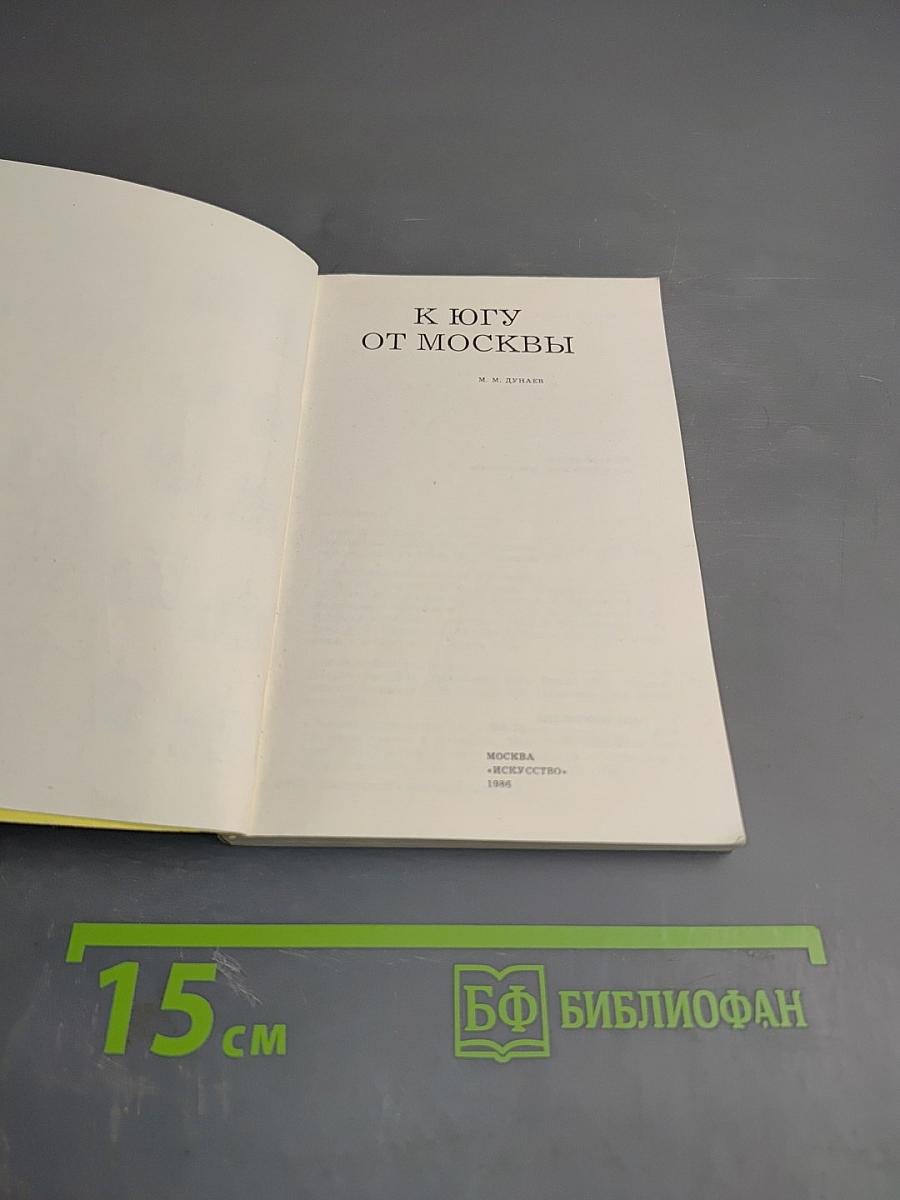 К ЮГУ
ОТ МОСКВЫ
М. М. ДУНАЕВ
МОСКВА
«ИСКУССТВО»
1986
15 см
БФ БИБЛИОФАН